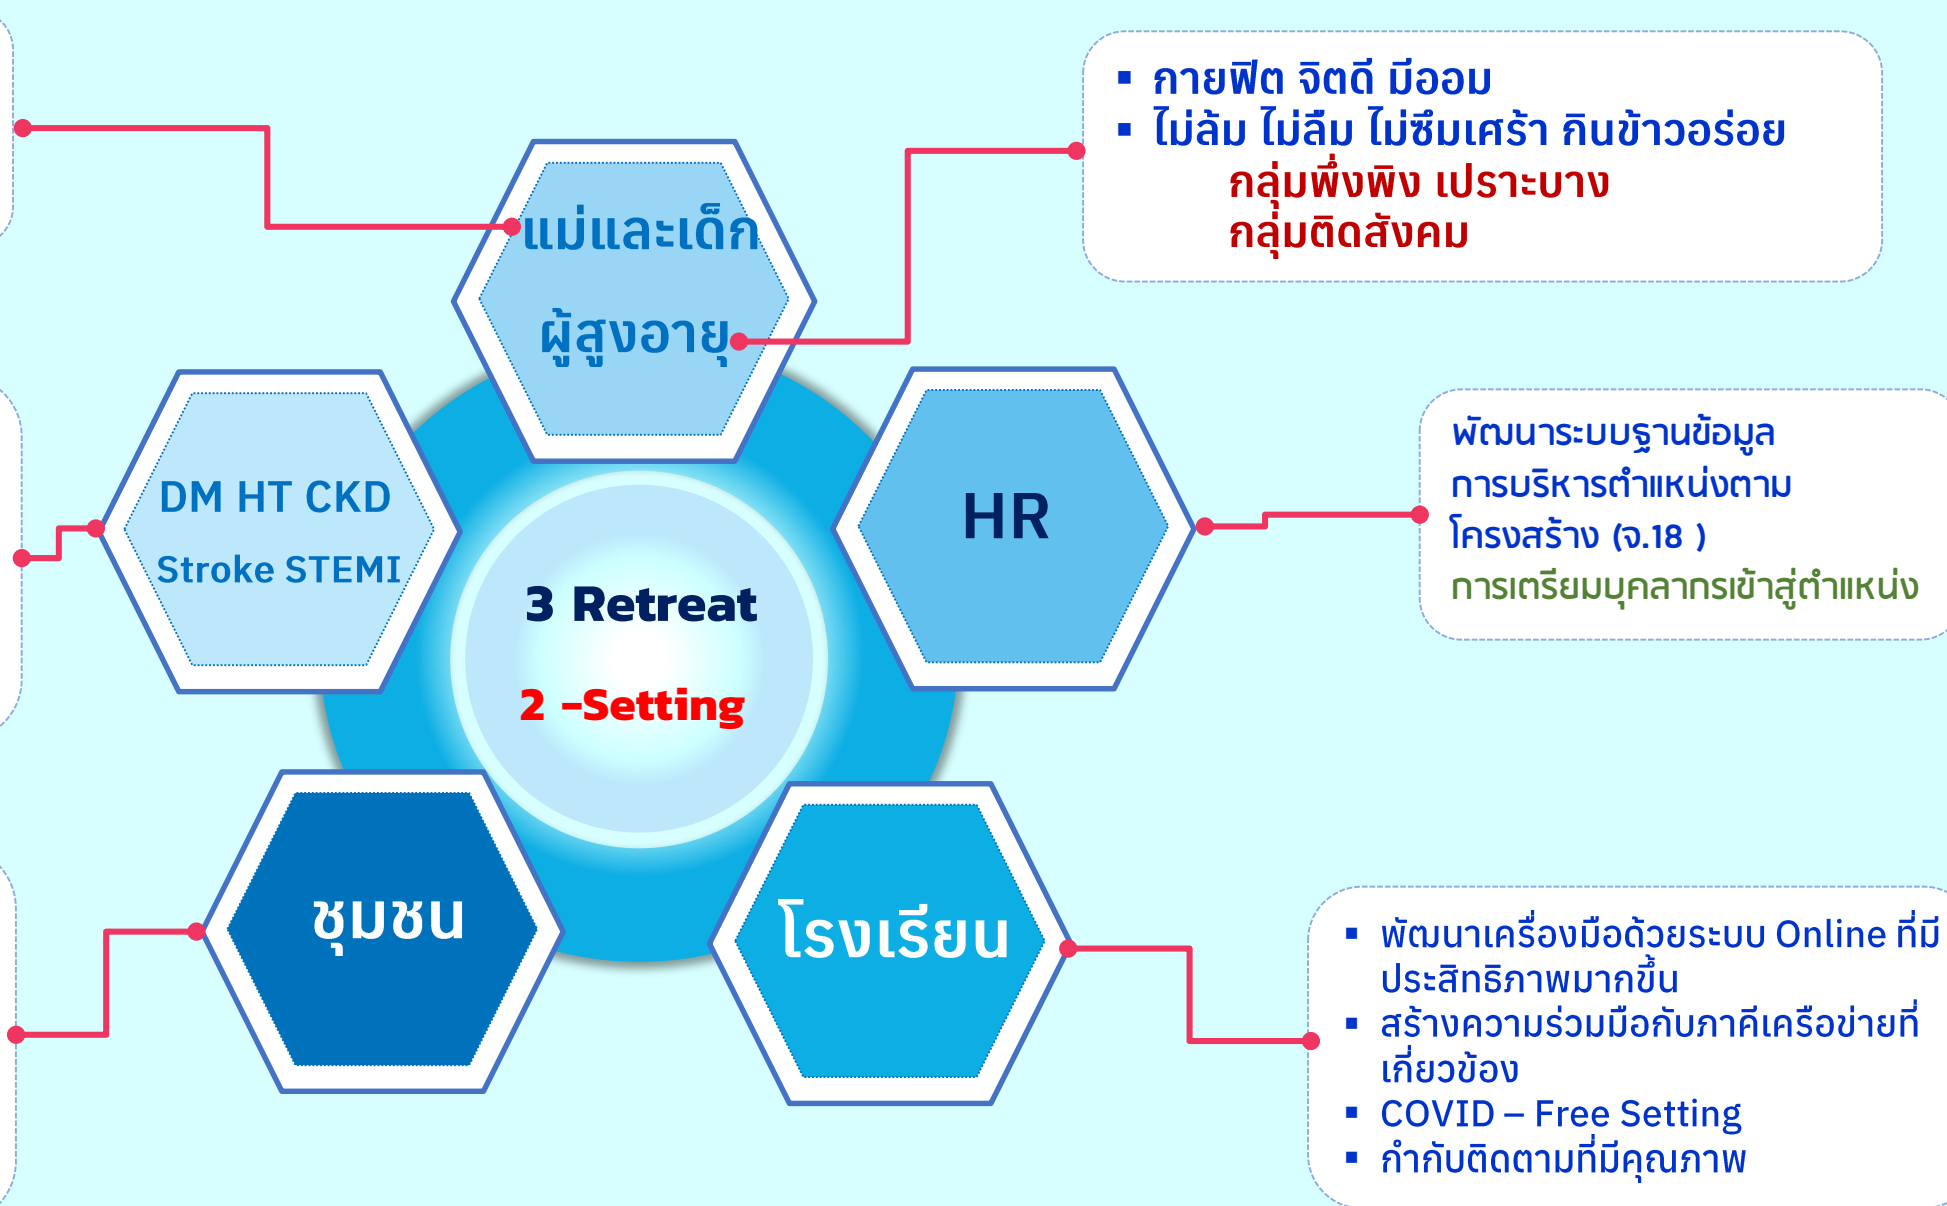 ▪ กายฟิต จิตดี มีออม
▪ ไม่ล้ม ไม่ลืม ไม่ซึมเศร้า กินข้าวอร่อย
กลุ่มพึ่งพิง เปราะบาง
กลุ่มติดสังคม
แม่และเด็ก
ผู้สูงอายุ
DM HT CKD
Stroke STEMI
HR
พัฒนาระบบฐานข้อมูล
การบริหารตำแหน่งตาม
โครงสร้าง (จ.18 )
การเตรียมบุคลากรเข้าสู่ตำแหน่ง
3 Retreat
2 -Setting
ชุมชน
โรงเรียน
▪ พัฒนาเครื่องมือด้วยระบบ Online ที่มี
ประสิทธิภาพมากขึ้น
▪ สร้างความร่วมมือกับภาคีเครือข่ายที่
เกี่ยวข้อง
▪ COVID – Free Setting
▪ กำกับติดตามที่มีคุณภาพ